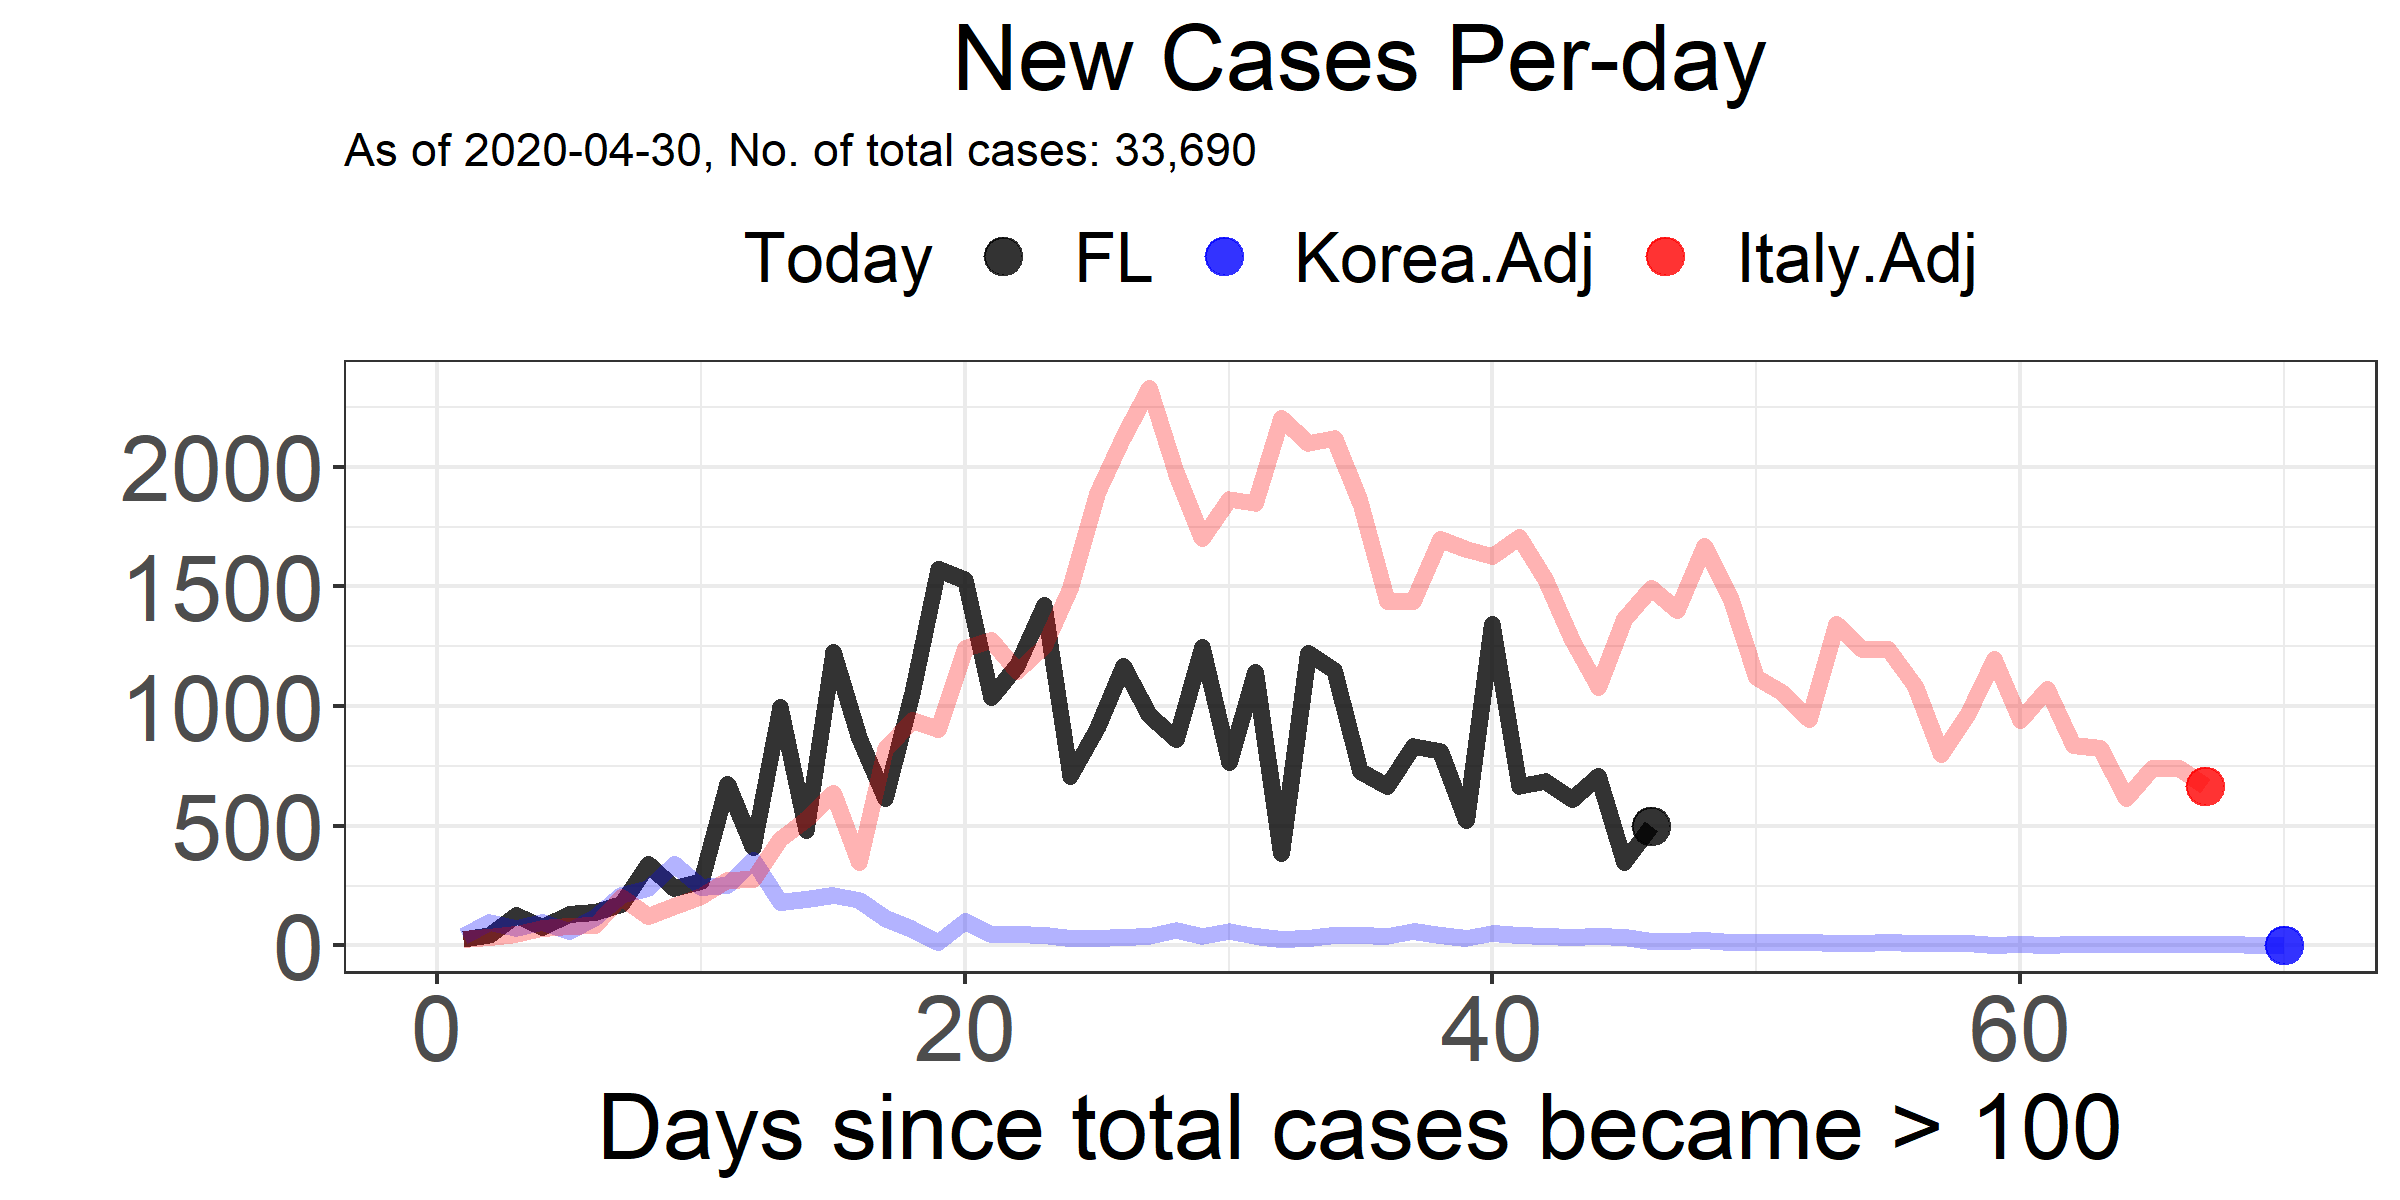 New Cases Per-day
As of 2020-04-30, No. of total cases: 33,690
Today FL Korea.Adj Italy.Adj
2000
1500
1000
500
0
0 20 40 60
Days since total cases became > 100